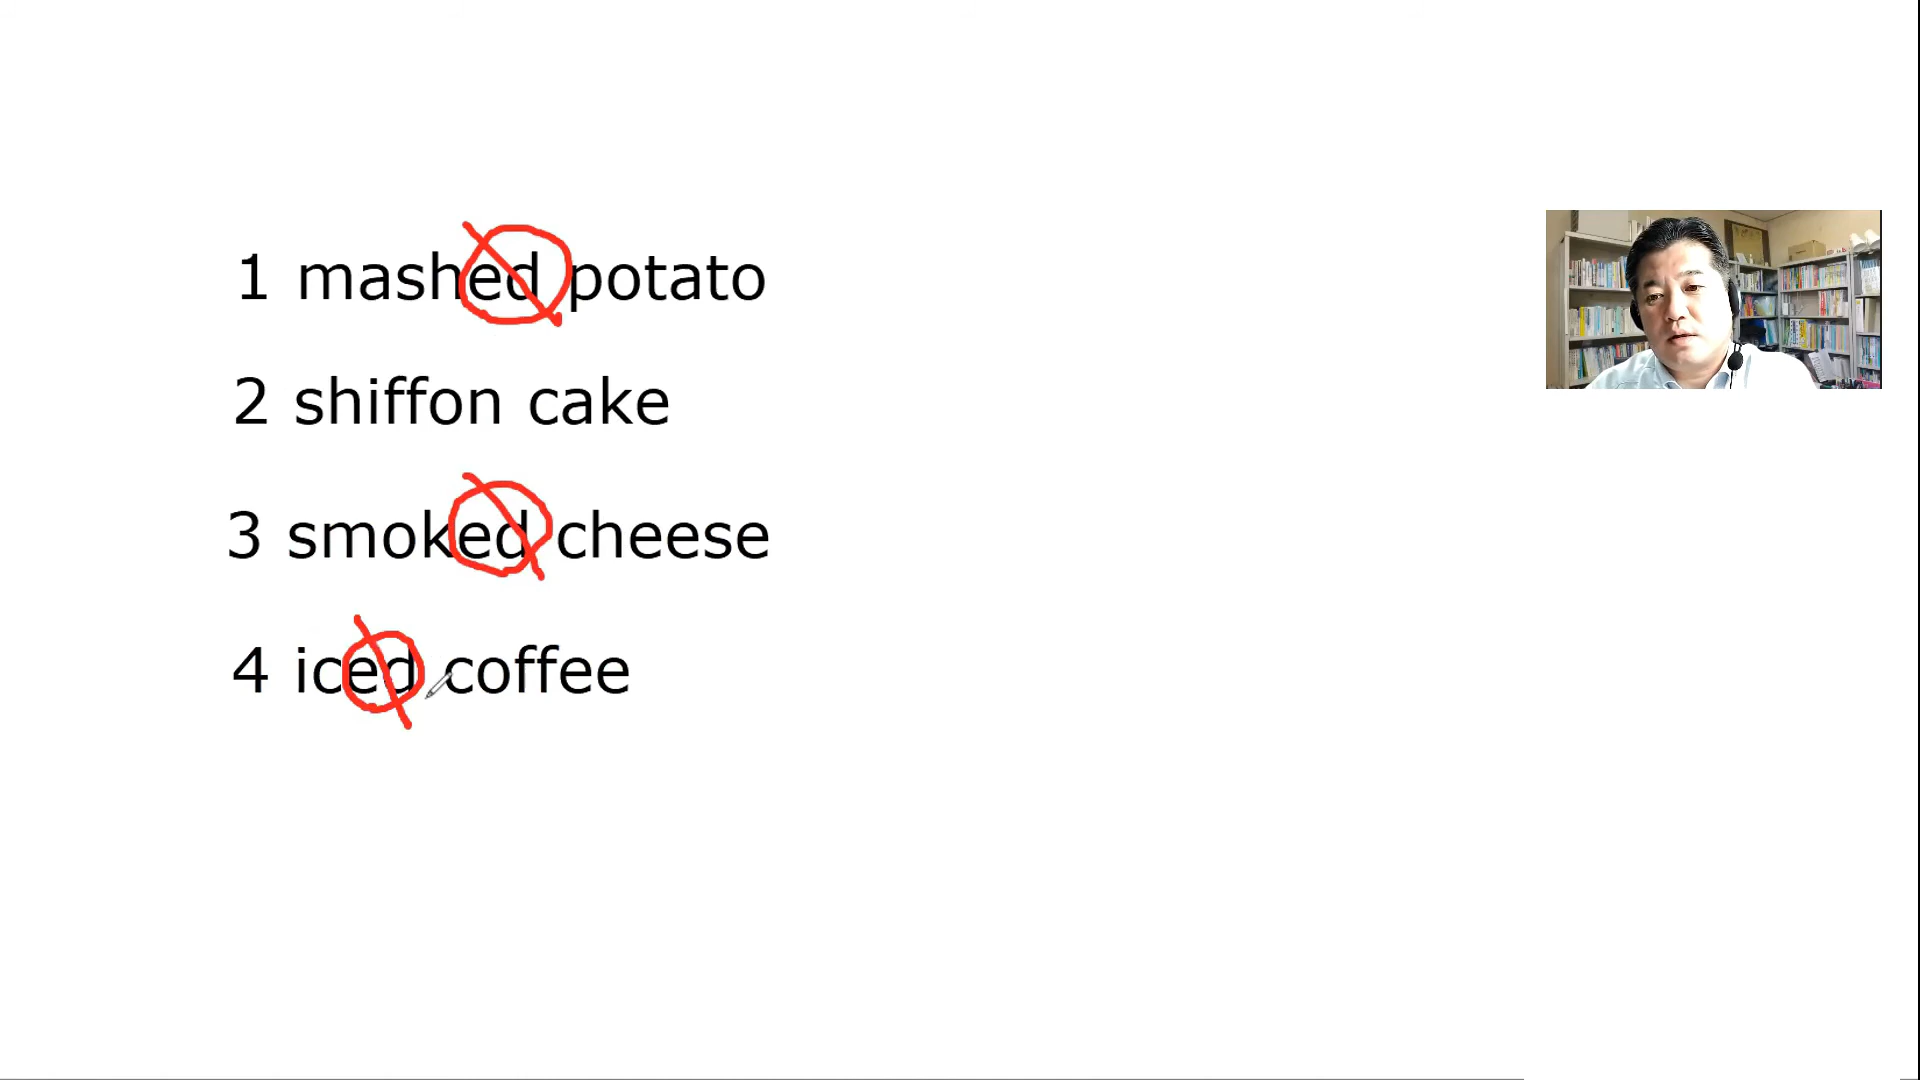 1 mashed potato
2 shiffon cake
3 smoked cheese
4 iced coffee